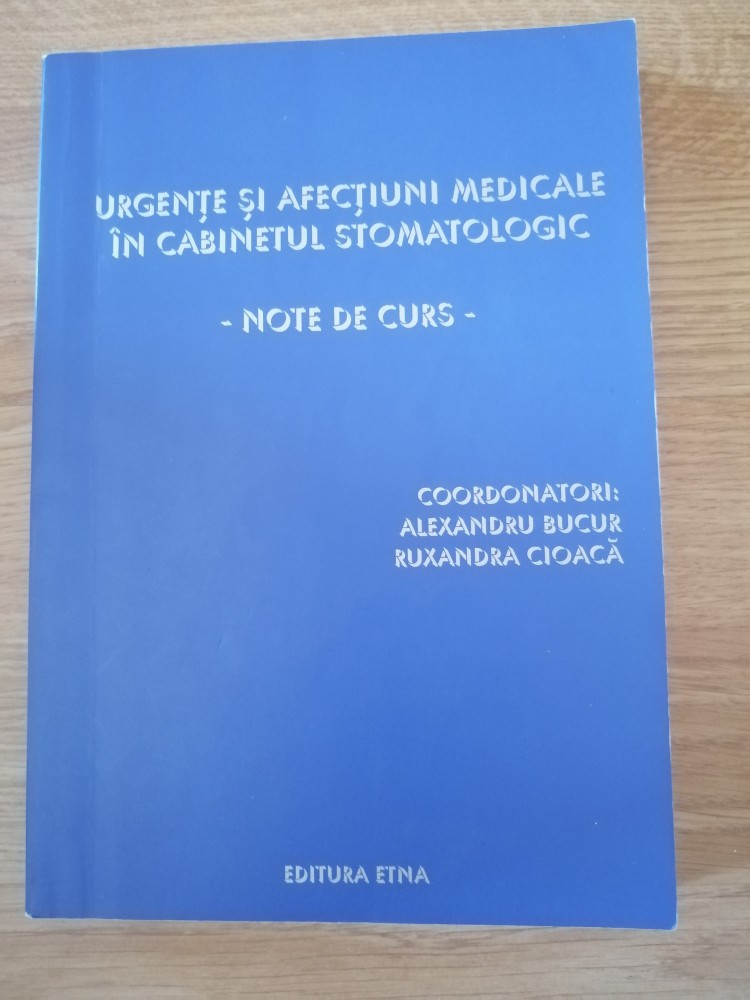 URGENȚE ȘI AFECȚIUNI MEDICALE
ÎN CABINETUL STOMATOLOGIC
- NOTE DE CURS -
COORDONATORI:
ALEXANDRU BUCUR
RUXANDRA CIOACĂ
EDITURA ETNA